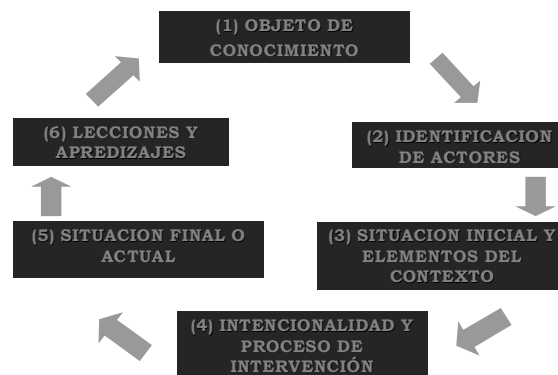 (1) OBJETO DE
CONOCIMIENTO
(2) IDENTIFICACION
DE ACTORES
(3) SITUACION INICIAL Y
ELEMENTOS DEL
CONTEXTO
(4) INTENCIONALIDAD Y
PROCESO DE
INTERVENCIÓN
(5) SITUACION FINAL O
ACTUAL
(6) LECCIONES Y
APREDIZAJES